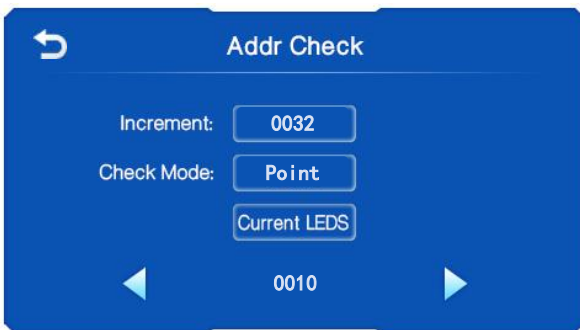 Addr Check
Increment: 0032
Check Mode: Point
Current LEDS
0010